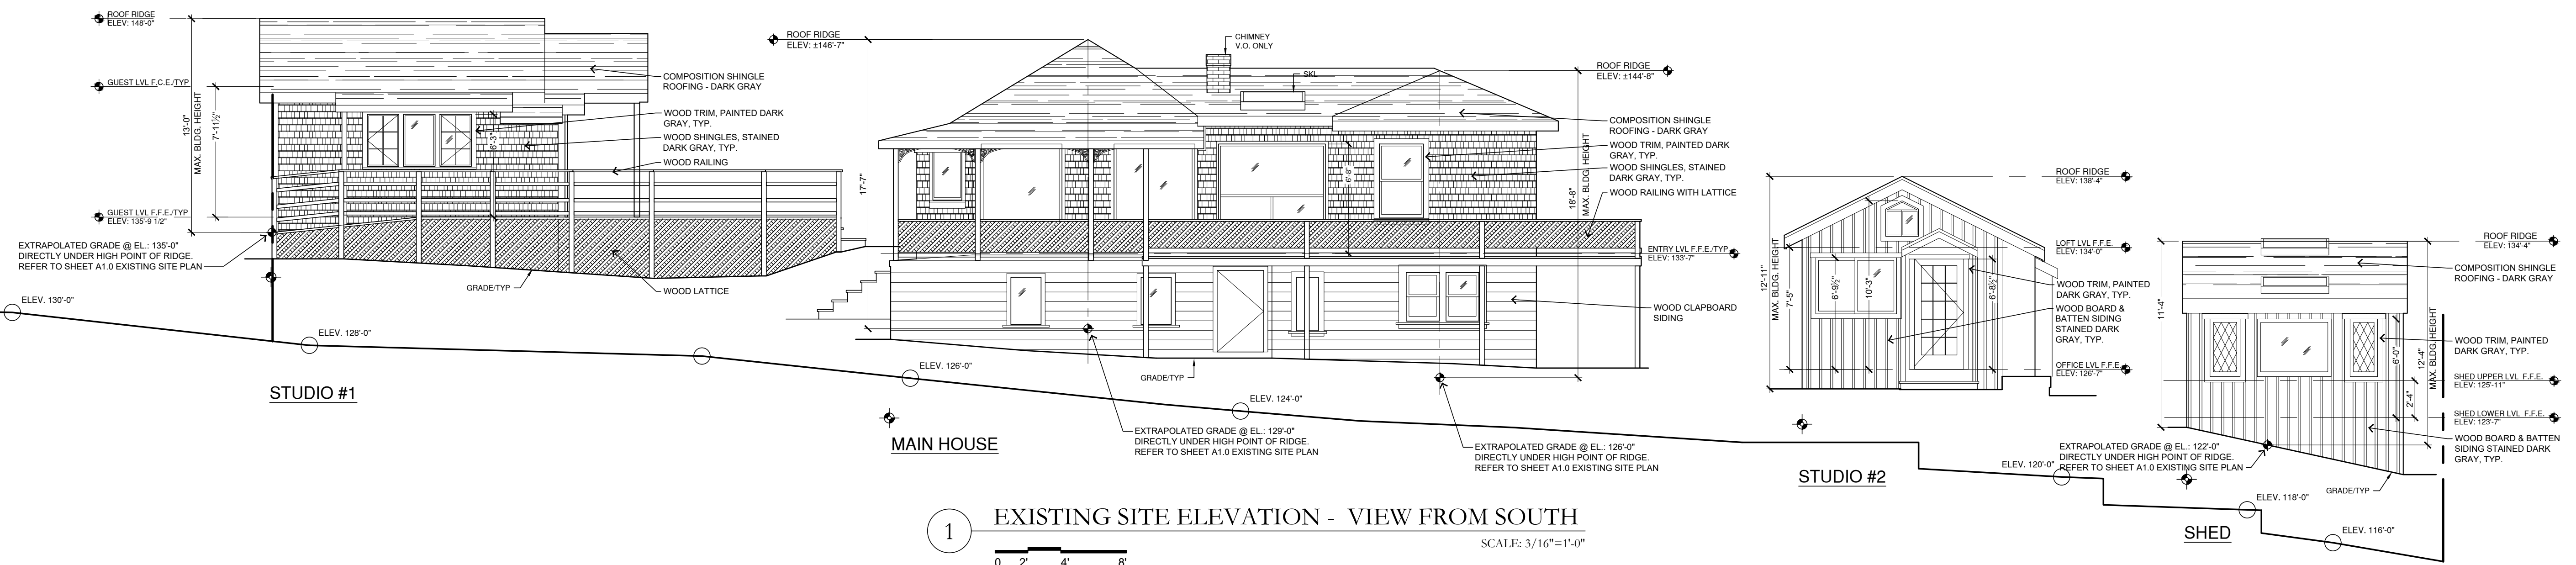 ROOF RIDGE
ELEV: 148'-0"
GUEST LVL F.C.E./TYP
13'-0"
MAX. BLDG. HEIGHT
7'-11½"
GUEST LVL F.F.E./TYP
ELEV: 135'-9 1/2"
EXTRAPOLATED GRADE @ EL.: 135'-0"
DIRECTLY UNDER HIGH POINT OF RIDGE.
REFER TO SHEET A1.0 EXISTING SITE PLAN
6'-3"
COMPOSITION SHINGLE
ROOFING - DARK GRAY
WOOD TRIM, PAINTED DARK
GRAY, TYP.
WOOD SHINGLES, STAINED
DARK GRAY, TYP.
WOOD RAILING
GRADE/TYP
WOOD LATTICE
ELEV. 130'-0"
ELEV. 128'-0"
STUDIO #1
ROOF RIDGE
ELEV: ±146'-7"
17'-7"
CHIMNEY
V.O. ONLY
SKL
6'-8"
ROOF RIDGE
ELEV: ±144'-8"
18'-8"
MAX. BLDG. HEIGHT
COMPOSITION SHINGLE
ROOFING - DARK GRAY
WOOD TRIM, PAINTED DARK
GRAY, TYP.
WOOD SHINGLES, STAINED
DARK GRAY, TYP.
WOOD RAILING WITH LATTICE
ENTRY LVL F.F.E./TYP
ELEV: 133'-7"
WOOD CLAPBOARD
SIDING
GRADE/TYP
ELEV. 126'-0"
ELEV. 124'-0"
EXTRAPOLATED GRADE @ EL.: 129'-0"
DIRECTLY UNDER HIGH POINT OF RIDGE.
REFER TO SHEET A1.0 EXISTING SITE PLAN
EXTRAPOLATED GRADE @ EL.: 126'-0"
DIRECTLY UNDER HIGH POINT OF RIDGE.
REFER TO SHEET A1.0 EXISTING SITE PLAN
MAIN HOUSE
12'-11"
MAX. BLDG. HEIGHT
7'-5"
6'-9½"
10'-3"
6'-8½"
ROOF RIDGE
ELEV: 138'-4"
LOFT LVL F.F.E.
ELEV: 134'-0"
WOOD TRIM, PAINTED
DARK GRAY, TYP.
WOOD BOARD &
BATTEN SIDING
STAINED DARK
GRAY, TYP.
OFFICE LVL F.F.E.
ELEV: 126'-7"
STUDIO #2
11'-4"
6'-0"
2'-4"
12'-4"
MAX. BLDG. HEIGHT
ROOF RIDGE
ELEV: 134'-4"
COMPOSITION SHINGLE
ROOFING - DARK GRAY
WOOD TRIM, PAINTED
DARK GRAY, TYP.
SHED UPPER LVL F.F.E.
ELEV: 125'-11"
SHED LOWER LVL F.F.E.
ELEV: 123'-7"
WOOD BOARD & BATTEN
SIDING STAINED DARK
GRAY, TYP.
EXTRAPOLATED GRADE @ EL.: 122'-0"
DIRECTLY UNDER HIGH POINT OF RIDGE.
REFER TO SHEET A1.0 EXISTING SITE PLAN
ELEV. 120'-0"
GRADE/TYP
ELEV. 118'-0"
ELEV. 116'-0"
SHED
1
EXISTING SITE ELEVATION - VIEW FROM SOUTH
SCALE: 3/16"=1'-0"
0 2' 4' 8'